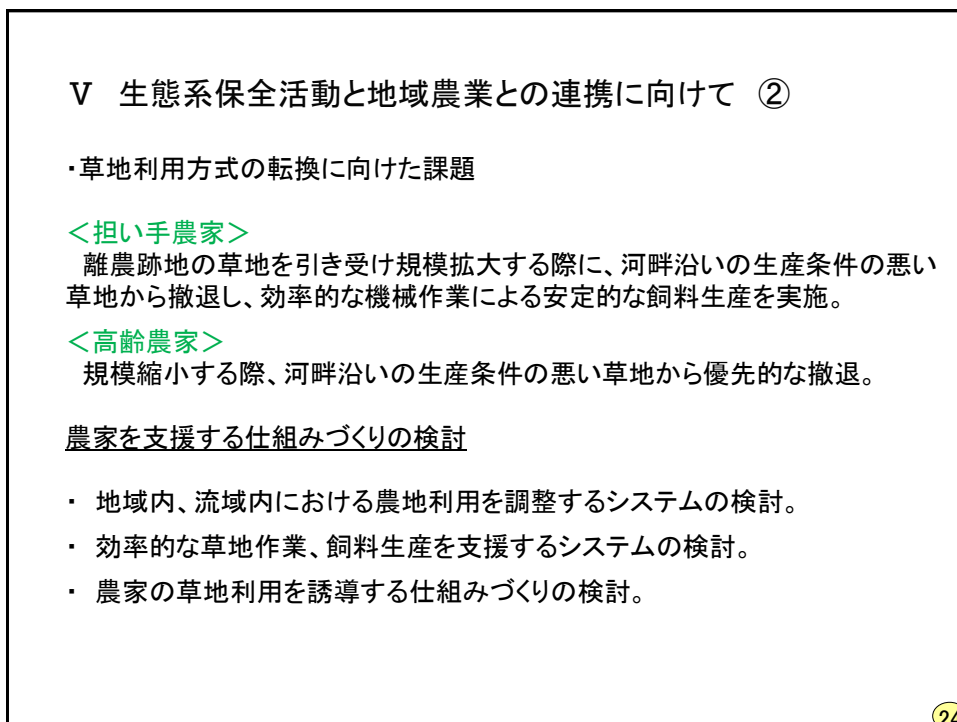 Ⅴ 生態系保全活動と地域農業との連携に向けて ②
・草地利用方式の転換に向けた課題
＜担い手農家＞
離農跡地の草地を引き受け規模拡大する際に、河畔沿いの生産条件の悪い
草地から撤退し、効率的な機械作業による安定的な飼料生産を実施。
＜高齢農家＞
規模縮小する際、河畔沿いの生産条件の悪い草地から優先的な撤退。
農家を支援する仕組みづくりの検討
・ 地域内、流域内における農地利用を調整するシステムの検討。
・ 効率的な草地作業、飼料生産を支援するシステムの検討。
・ 農家の草地利用を誘導する仕組みづくりの検討。
24